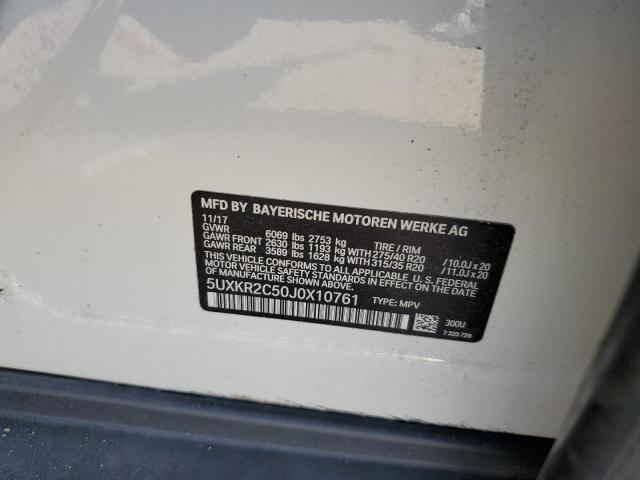 MFD BY BAYERISCHE MOTOREN WERKE AG
11/17
GVWR 6069 lbs 2753 kg TIRE / RIM
GAWR FRONT 2630 lbs 1193 kg WITH 275/40 R20 /10.0J x 20
GAWR REAR 3589 lbs 1628 kg WITH 315/35 R20 /11.0J x 20
THIS VEHICLE CONFORMS TO ALL APPLICABLE U.S. FEDERAL
MOTOR VEHICLE SAFETY STANDARDS IN EFFECT
ON THE DATE OF MANUFACTURE SHOWN ABOVE.
5UXKR2C50J0X10761 TYPE: MPV
300U
7 320 729